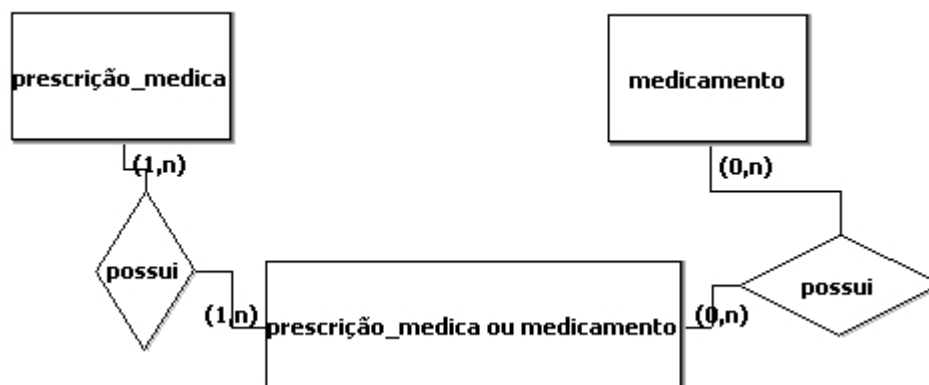 prescrição_medica
medicamento
(1,n)
(0,n)
possui
possui
(1,n)
prescrição_medica ou medicamento
(0,n)